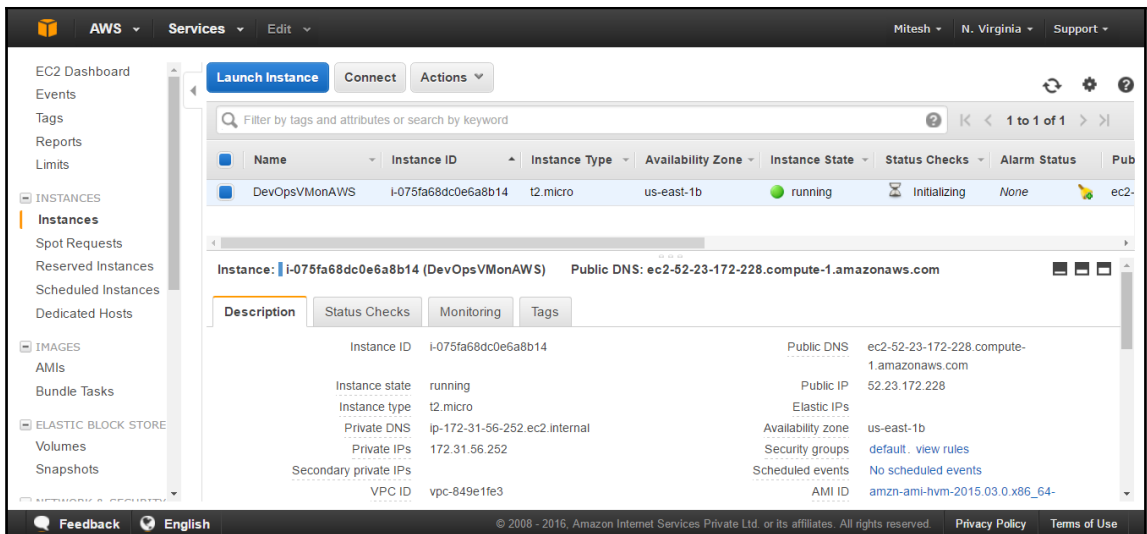 AWS Services Edit Mitesh N. Virginia Support
EC2 Dashboard
Events
Tags
Reports
Limits
INSTANCES
Instances
Spot Requests
Reserved Instances
Scheduled Instances
Dedicated Hosts
IMAGES
AMIs
Bundle Tasks
ELASTIC BLOCK STORE
Volumes
Snapshots
NETWORK & SECURITY
Launch Instance Connect Actions
Filter by tags and attributes or search by keyword 1 to 1 of 1
Name Instance ID Instance Type Availability Zone Instance State Status Checks Alarm Status Pub
DevOpsVMonAWS i-075fa68dc0e6a8b14 t2.micro us-east-1b running Initializing None ec2-
Instance: i-075fa68dc0e6a8b14 (DevOpsVMonAWS) Public DNS: ec2-52-23-172-228.compute-1.amazonaws.com
Description Status Checks Monitoring Tags
Instance ID i-075fa68dc0e6a8b14 Public DNS ec2-52-23-172-228.compute-
1.amazonaws.com
Instance state running Public IP 52.23.172.228
Instance type t2.micro Elastic IPs
Private DNS ip-172-31-56-252.ec2.internal Availability zone us-east-1b
Private IPs 172.31.56.252 Security groups default. view rules
Secondary private IPs Scheduled events No scheduled events
VPC ID vpc-849e1fe3 AMI ID amzn-ami-hvm-2015.03.0.x86_64-
Feedback English © 2008 - 2016, Amazon Internet Services Private Ltd. or its affiliates. All rights reserved. Privacy Policy Terms of Use